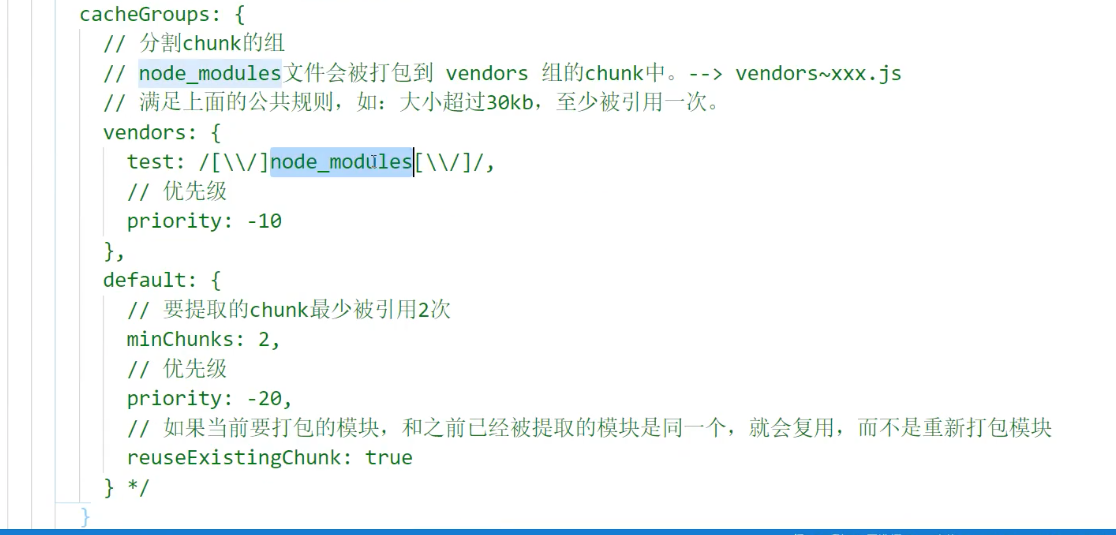 cacheGroups: {
// 分割chunk的组
// node_modules文件会被打包到 vendors 组的chunk中。--> vendors~xxx.js
// 满足上面的公共规则，如：大小超过30kb，至少被引用一次。
vendors: {
test: /[\\/]node_modules[\\/]/,
// 优先级
priority: -10
},
default: {
// 要提取的chunk最少被引用2次
minChunks: 2,
// 优先级
priority: -20,
// 如果当前要打包的模块，和之前已经被提取的模块是同一个，就会复用，而不是重新打包模块
reuseExistingChunk: true
} */
}